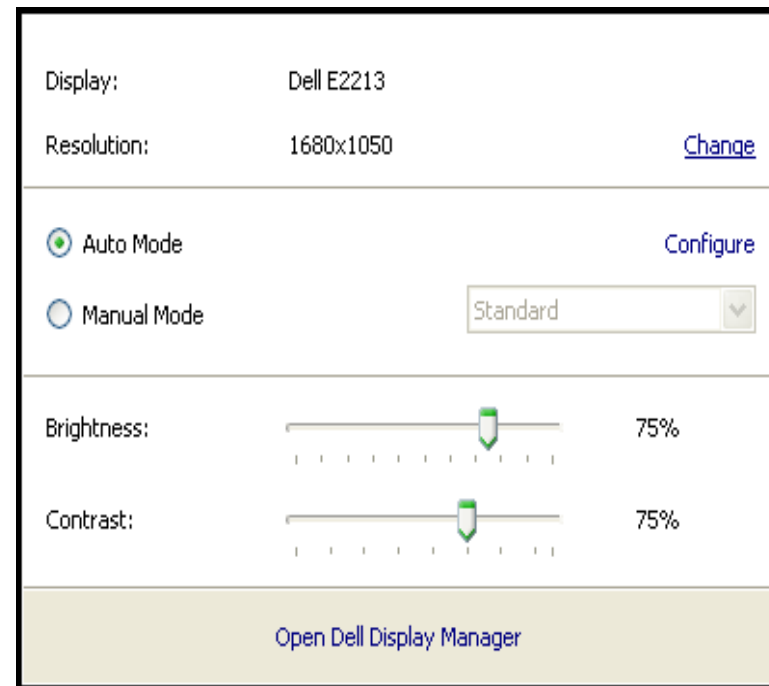 Display: Dell E2213
Resolution: 1680x1050 Change
Auto Mode Configure
Manual Mode Standard
Brightness: 75%
Contrast: 75%
Open Dell Display Manager